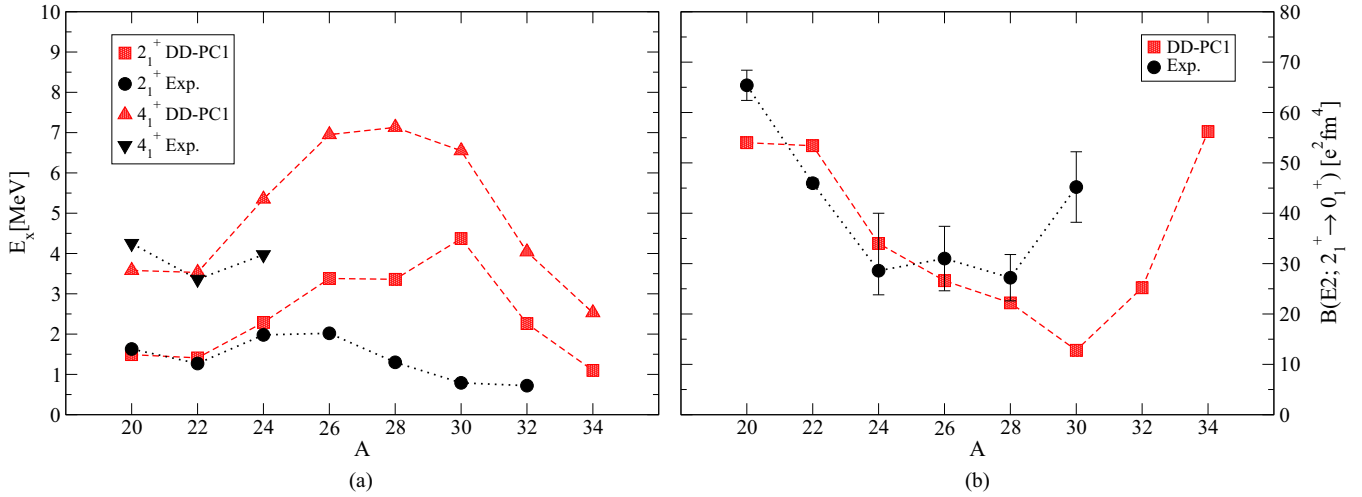 10
9
8
7
6
5
4
3
2
1
0
E_x[MeV]
2_1^+ DD-PC1
2_1^+ Exp.
4_1^+ DD-PC1
4_1^+ Exp.
20 22 24 26 28 30 32 34
A
(a)
DD-PC1
Exp.
80
70
60
50
40
30
20
10
0
B(E2; 2_1^+ → 0_1^+) [e^2fm^4]
20 22 24 26 28 30 32 34
A
(b)